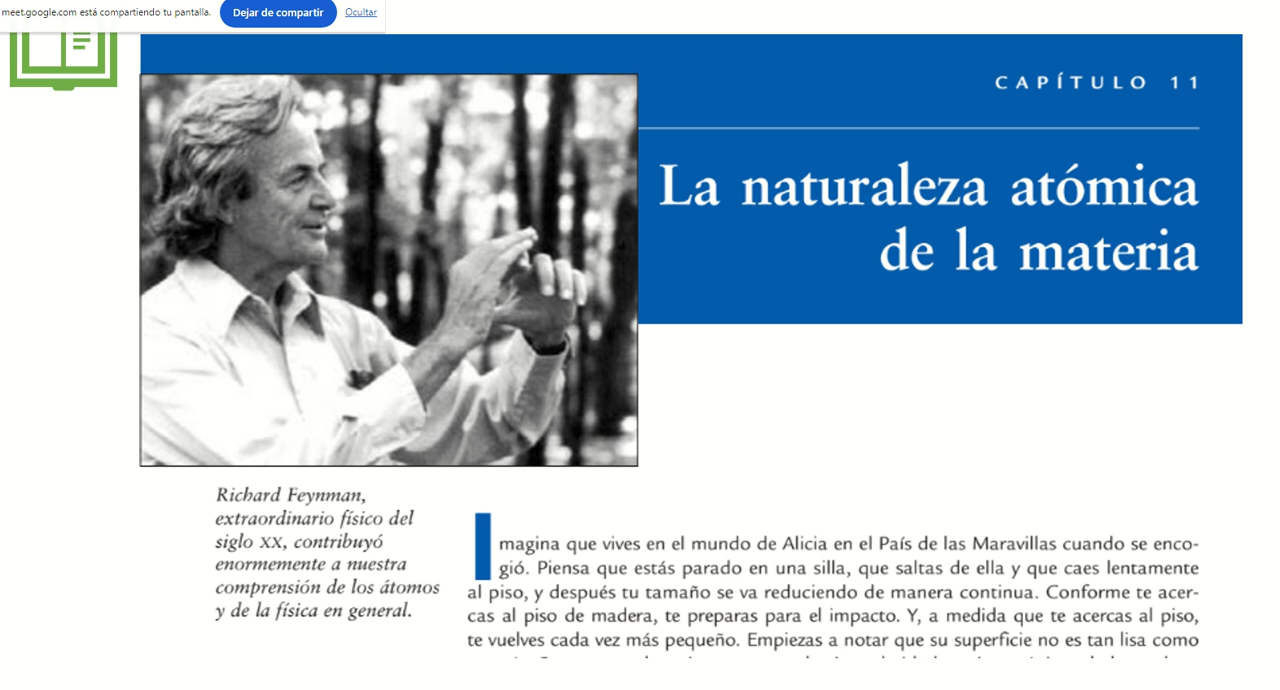 meet.google.com está compartiendo tu pantalla. Dejar de compartir Ocultar
CAPÍTULO 11
La naturaleza atómica
de la materia
Richard Feynman,
extraordinario físico del
siglo XX, contribuyó
enormemente a nuestra
comprensión de los átomos
y de la física en general.
Imagina que vives en el mundo de Alicia en el País de las Maravillas cuando se enco-
gió. Piensa que estás parado en una silla, que saltas de ella y que caes lentamente
al piso, y después tu tamaño se va reduciendo de manera continua. Conforme te acer-
cas al piso de madera, te preparas para el impacto. Y, a medida que te acercas al piso,
te vuelves cada vez más pequeño. Empiezas a notar que su superficie no es tan lisa como